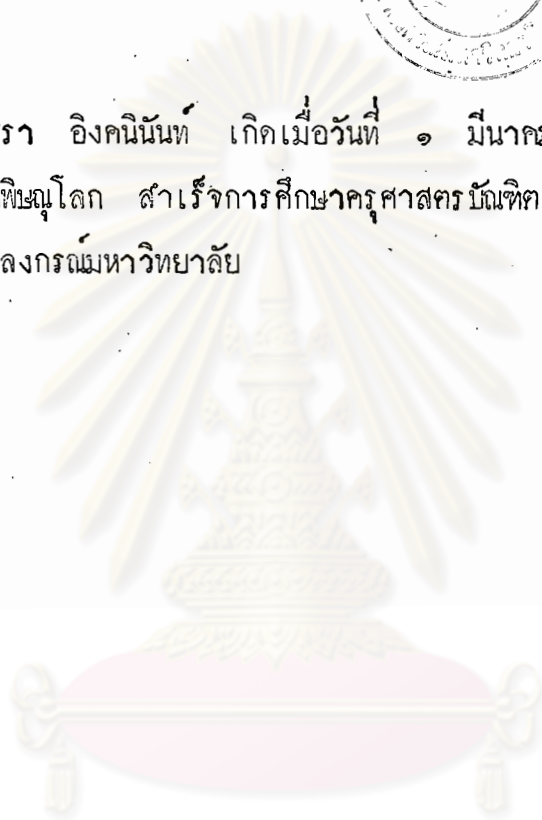 รา อิงคนินันท์ เกิดเมื่อวันที่ ๑ มีนาค
พิษณุโลก สำเร็จการศึกษาครุศาสตรบัณฑิต
ลงกรณ์มหาวิทยาลัย